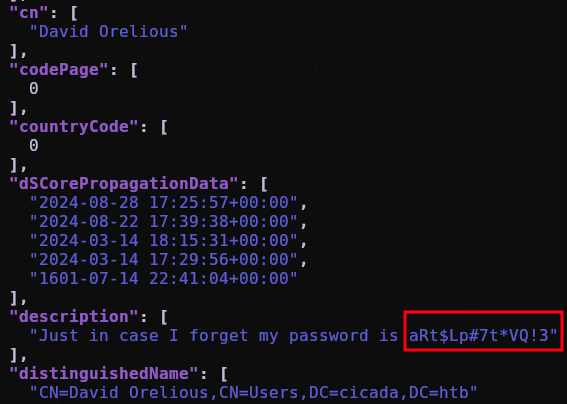 "cn": [
"David Orelious"
],
"codePage": [
0
],
"countryCode": [
0
],
"dSCorePropagationData": [
"2024-08-28 17:25:57+00:00",
"2024-08-22 17:39:38+00:00",
"2024-03-14 18:15:31+00:00",
"2024-03-14 17:29:56+00:00",
"1601-07-14 22:41:04+00:00"
],
"description": [
"Just in case I forget my password is aRt$Lp#7t*VQ!3"
],
"distinguishedName": [
"CN=David Orelious,CN=Users,DC=cicada,DC=htb"